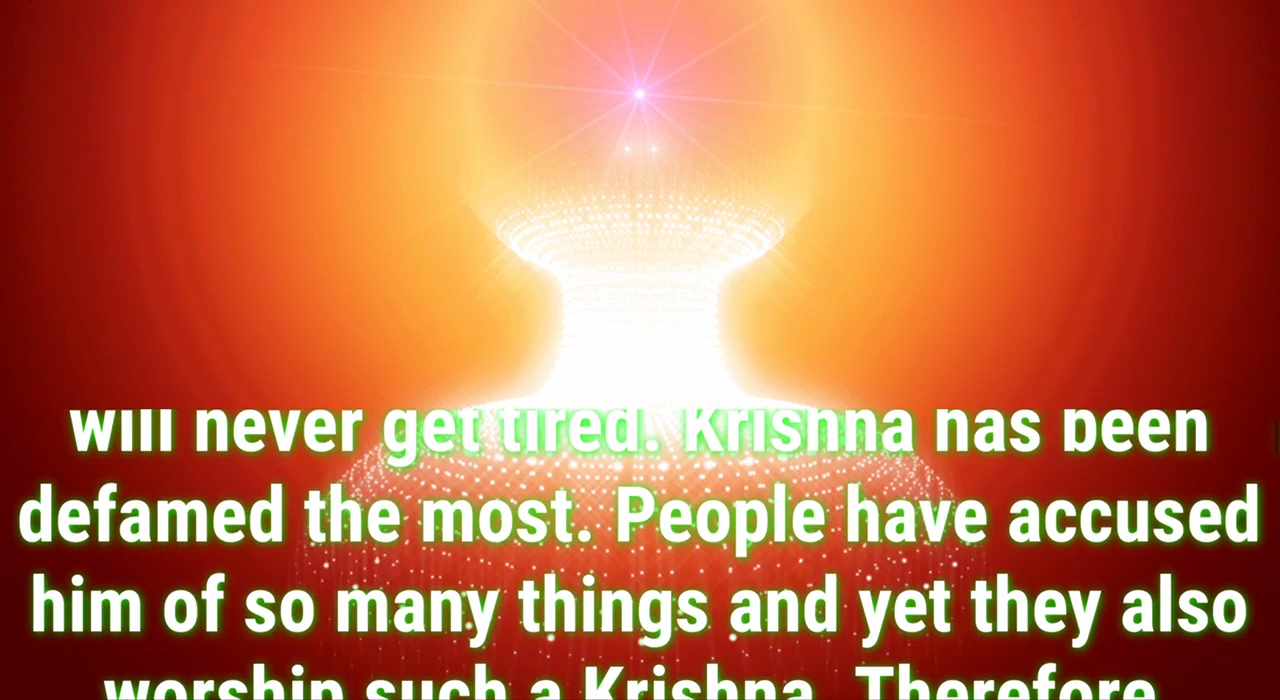 will never get tired. Krishna has been
defamed the most. People have accused
him of so many things and yet they also
worship such a Krishna. Therefore